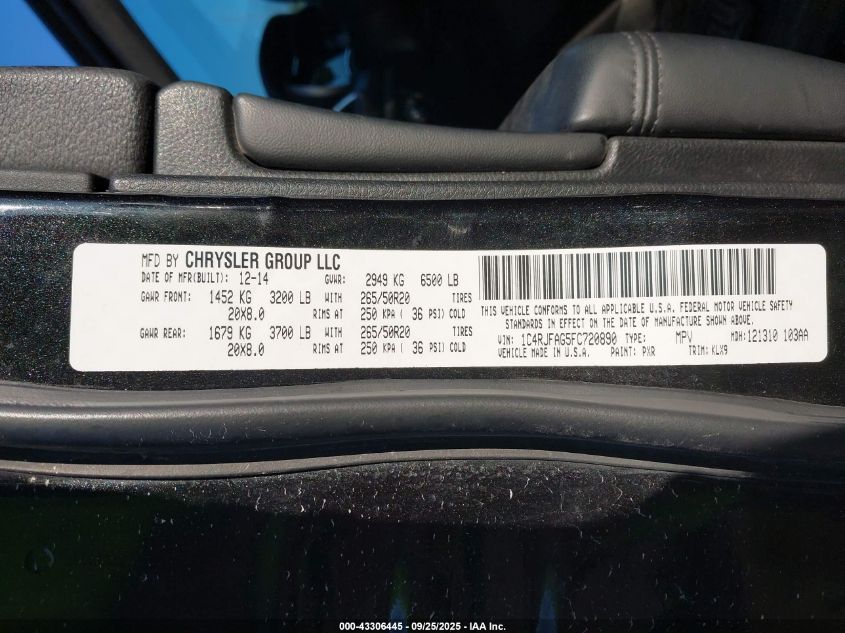 MFD BY CHRYSLER GROUP LLC
DATE OF MFR(BUILT): 12-14 GVWR: 2949 KG 6500 LB
GAWR FRONT: 1452 KG 3200 LB WITH 265/50R20 TIRES
20X8.0 RIMS AT 250 KPA ( 36 PSI) COLD
GAWR REAR: 1679 KG 3700 LB WITH 265/50R20 TIRES
20X8.0 RIMS AT 250 KPA ( 36 PSI) COLD
THIS VEHICLE CONFORMS TO ALL APPLICABLE U.S.A. FEDERAL MOTOR VEHICLE SAFETY
STANDARDS IN EFFECT ON THE DATE OF MANUFACTURE SHOWN ABOVE.
VIN: 1C4RJFAG5FC720890 TYPE: MPV MDH: 121310 103AA
VEHICLE MADE IN U.S.A. PAINT: PXR TRIM: KLX9
000-43306445 - 09/25/2025 - IAA Inc.